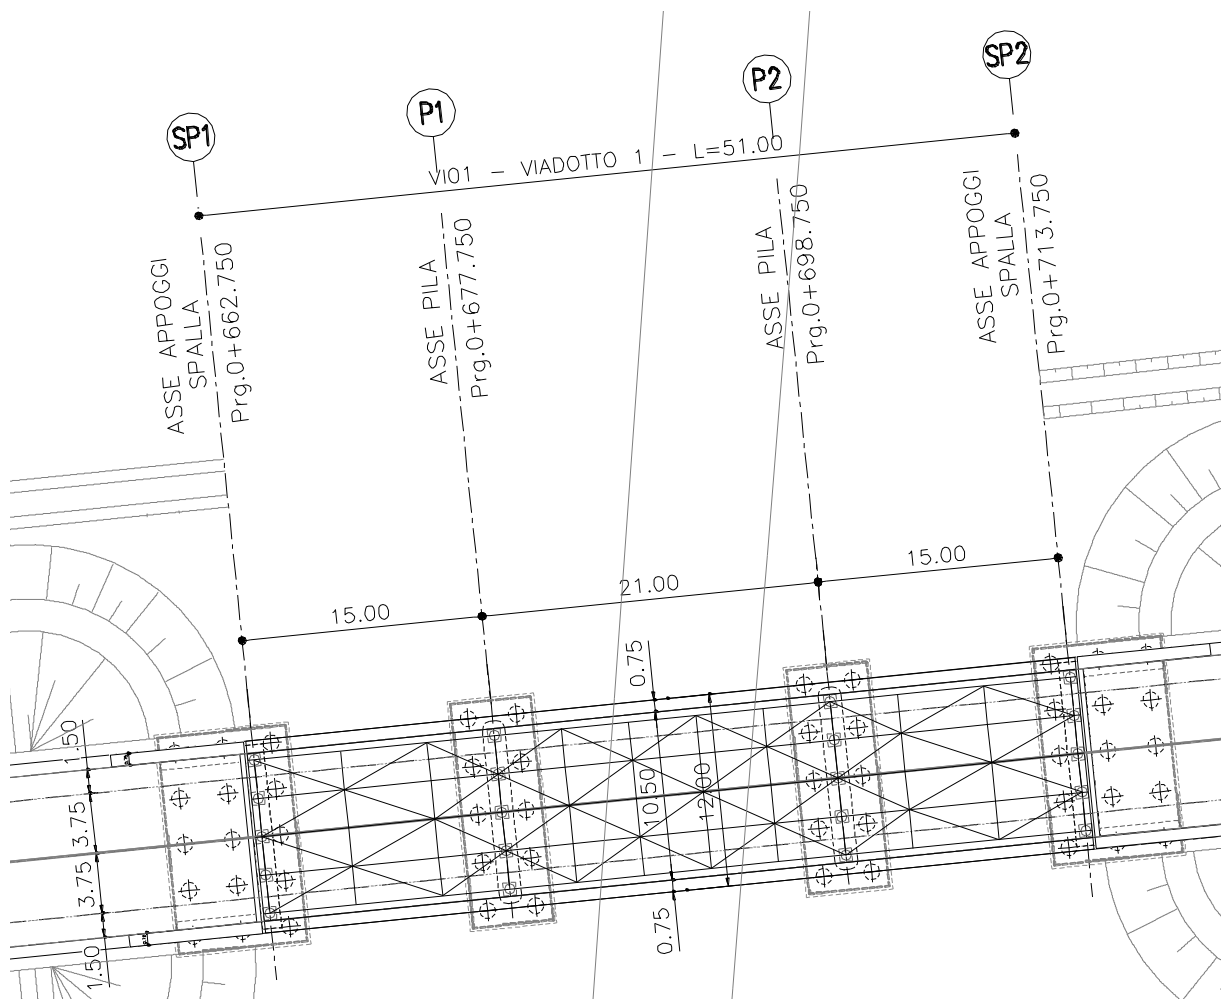 SP1
P1
P2
SP2
VI01 - VIADOTTO 1 - L=51.00
ASSE APPOGGI
SPALLA
Prg.0+662.750
ASSE PILA
Prg.0+677.750
ASSE PILA
Prg.0+698.750
ASSE APPOGGI
SPALLA
Prg.0+713.750
15.00
21.00
15.00
0.75
1.50
3.75
3.75
1.50
10.50
12.00
0.75